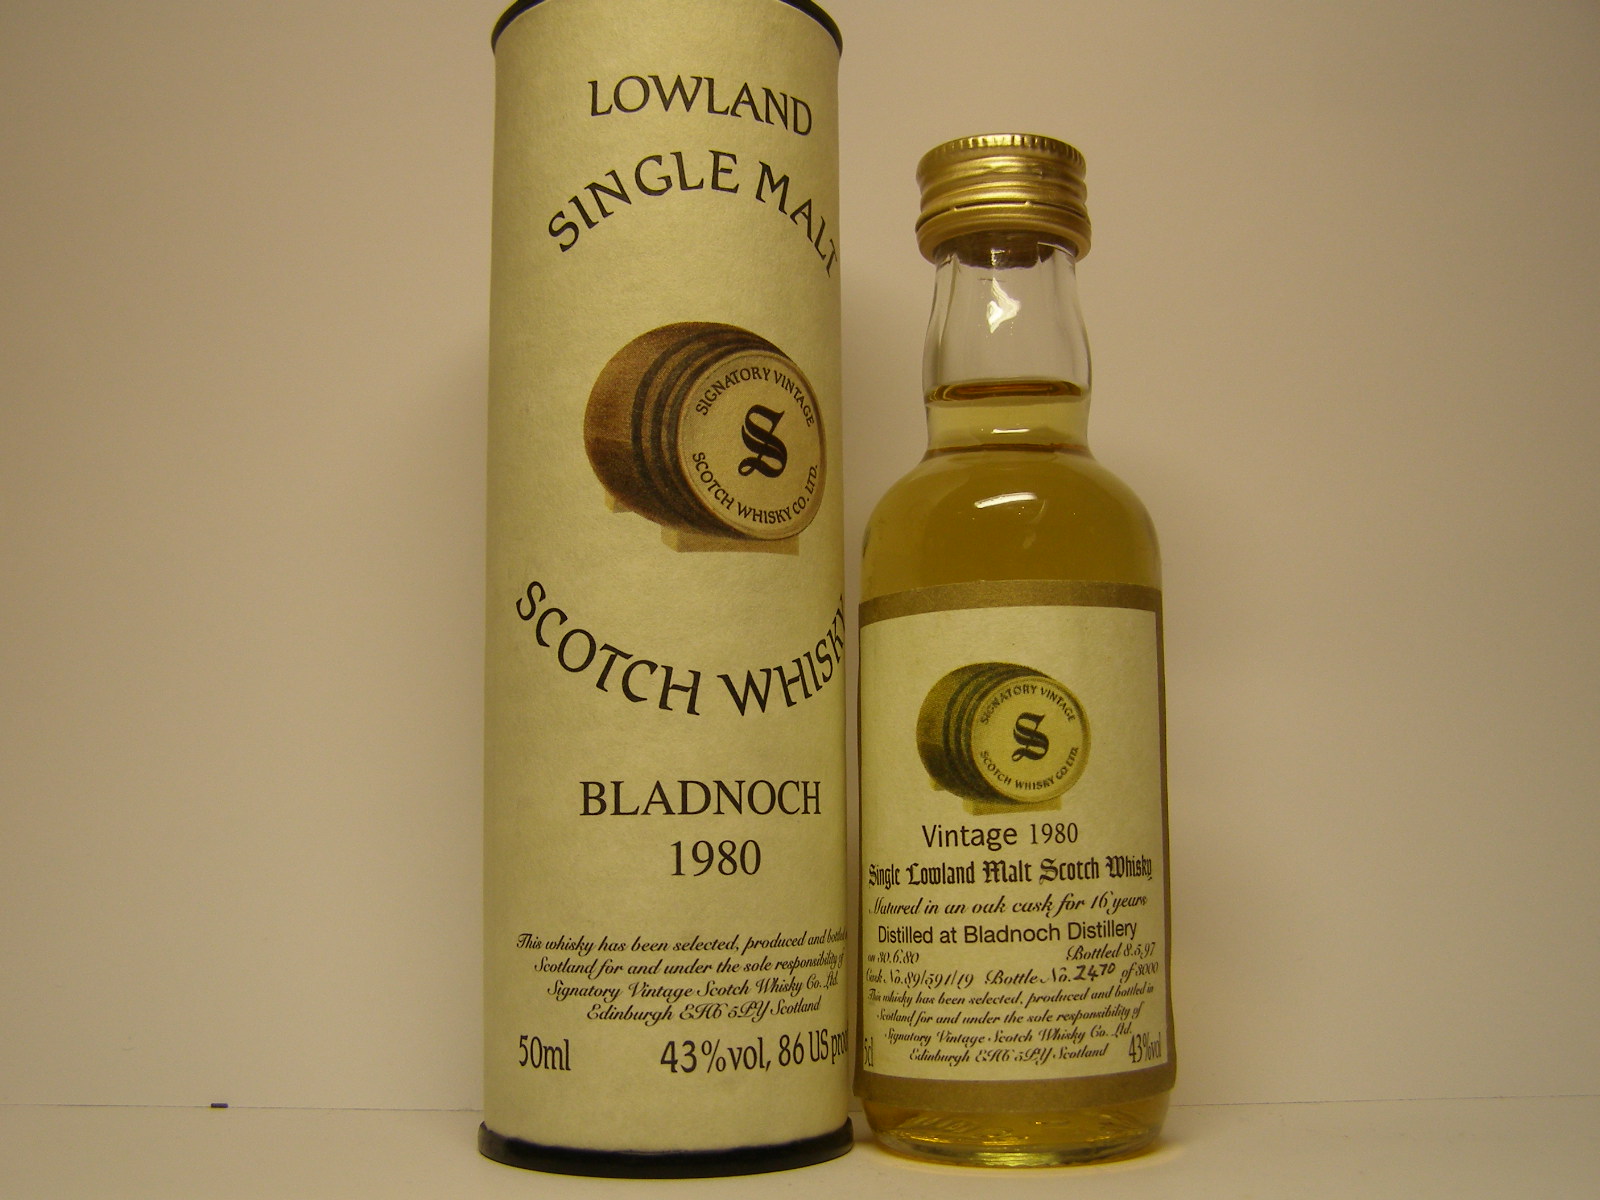 LOWLAND
SINGLE MALT
SIGNATORY VINTAGE
S
SCOTCH WHISKY CO. LTD.
SCOTCH WHISKY
BLADNOCH
1980
This whisky has been selected, produced and bottled
Scotland for and under the sole responsibility of
Signatory Vintage Scotch Whisky Co. Ltd.
Edinburgh EH6 5PY Scotland
50ml 43%vol, 86 US proof
SIGNATORY VINTAGE
S
SCOTCH WHISKY CO LTD.
Vintage 1980
Single Lowland Malt Scotch Whisky
Matured in an oak cask for 16 years
Distilled at Bladnoch Distillery
on 30.6.80 Bottled 8.5.97
Cask No. 89/591/19 Bottle No. 2470 of 3000
This whisky has been selected, produced and bottled in
Scotland for and under the sole responsibility of
Signatory Vintage Scotch Whisky Co. Ltd.
Edinburgh EH6 5PY Scotland
5cl 43%vol